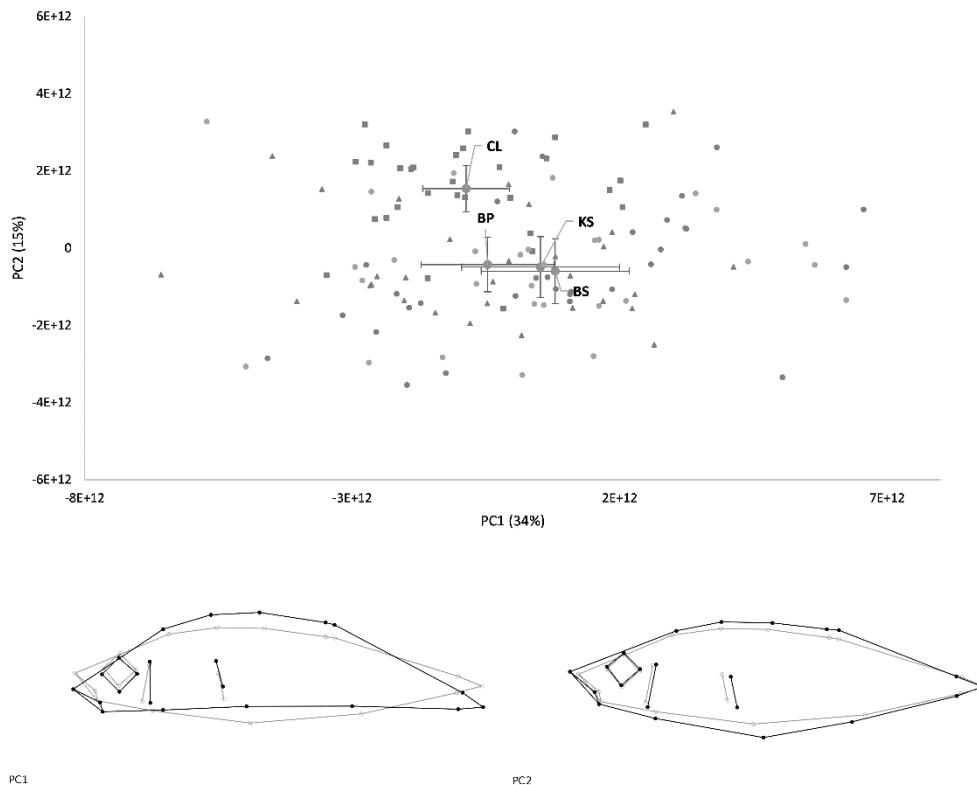 6E+12
4E+12
CL
2E+12
BP
KS
PC2 (15%)
0
BS
-2E+12
-4E+12
-6E+12
-8E+12
-3E+12
2E+12
7E+12
PC1 (34%)
PC1
PC2